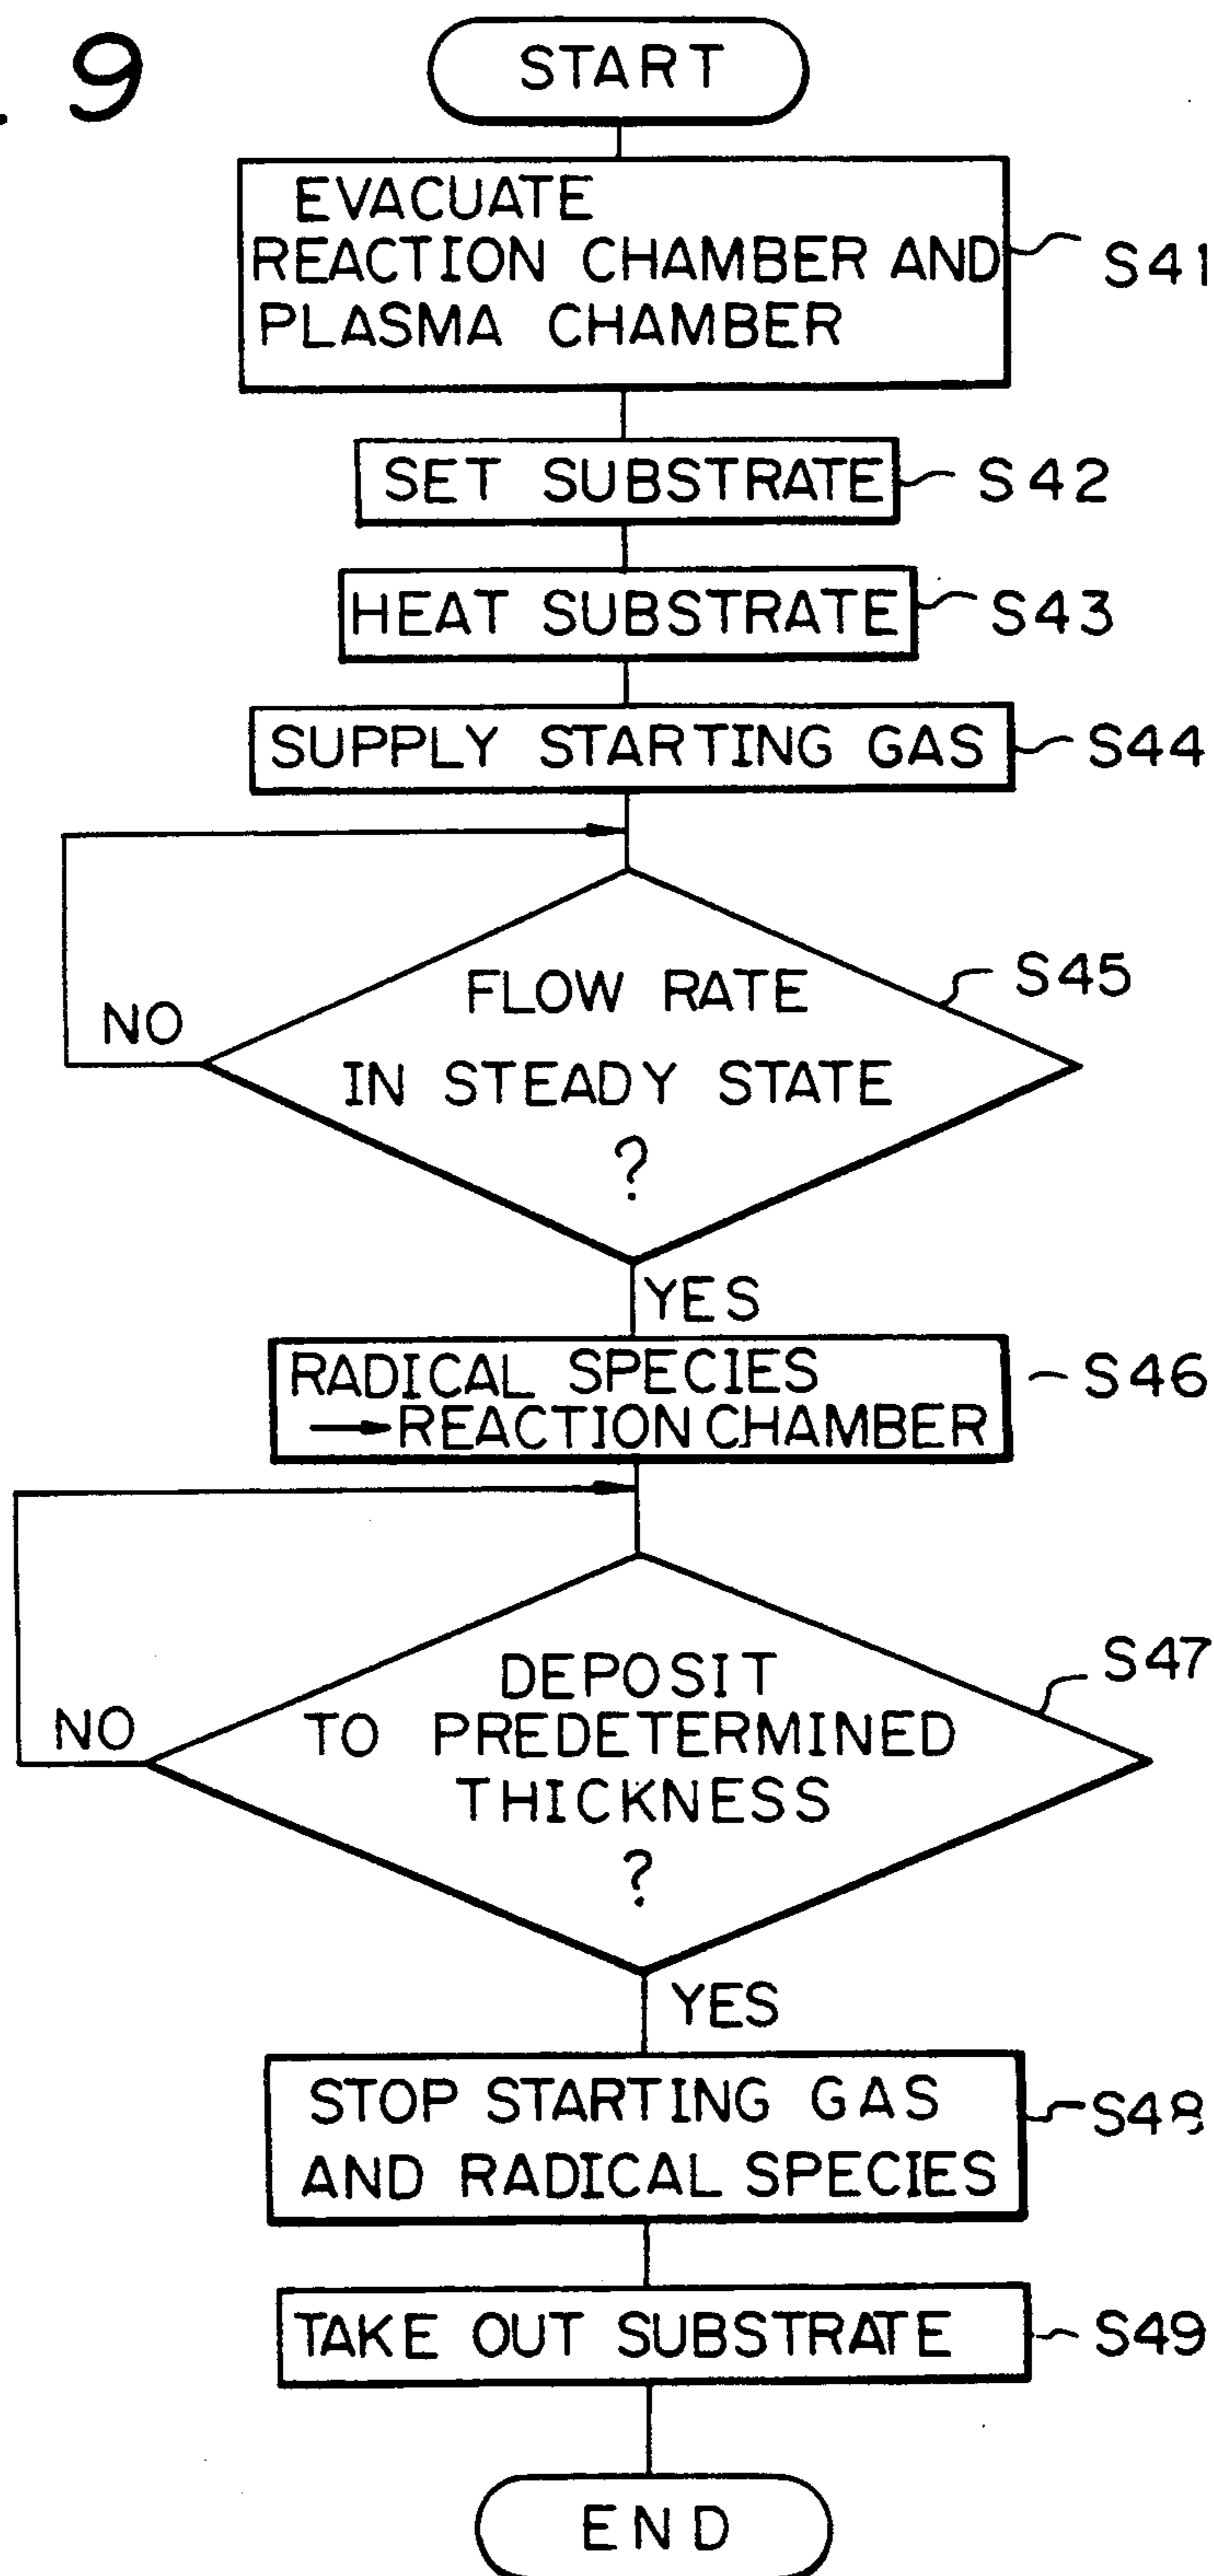 . 9
START
EVACUATE
REACTION CHAMBER AND
PLASMA CHAMBER
S41
SET SUBSTRATE
S42
HEAT SUBSTRATE
S43
SUPPLY STARTING GAS
S44
FLOW RATE
IN STEADY STATE
?
S45
NO
YES
RADICAL SPECIES
→REACTION CHAMBER
S46
DEPOSIT
TO PREDETERMINED
THICKNESS
?
S47
NO
YES
STOP STARTING GAS
AND RADICAL SPECIES
S48
TAKE OUT SUBSTRATE
S49
END